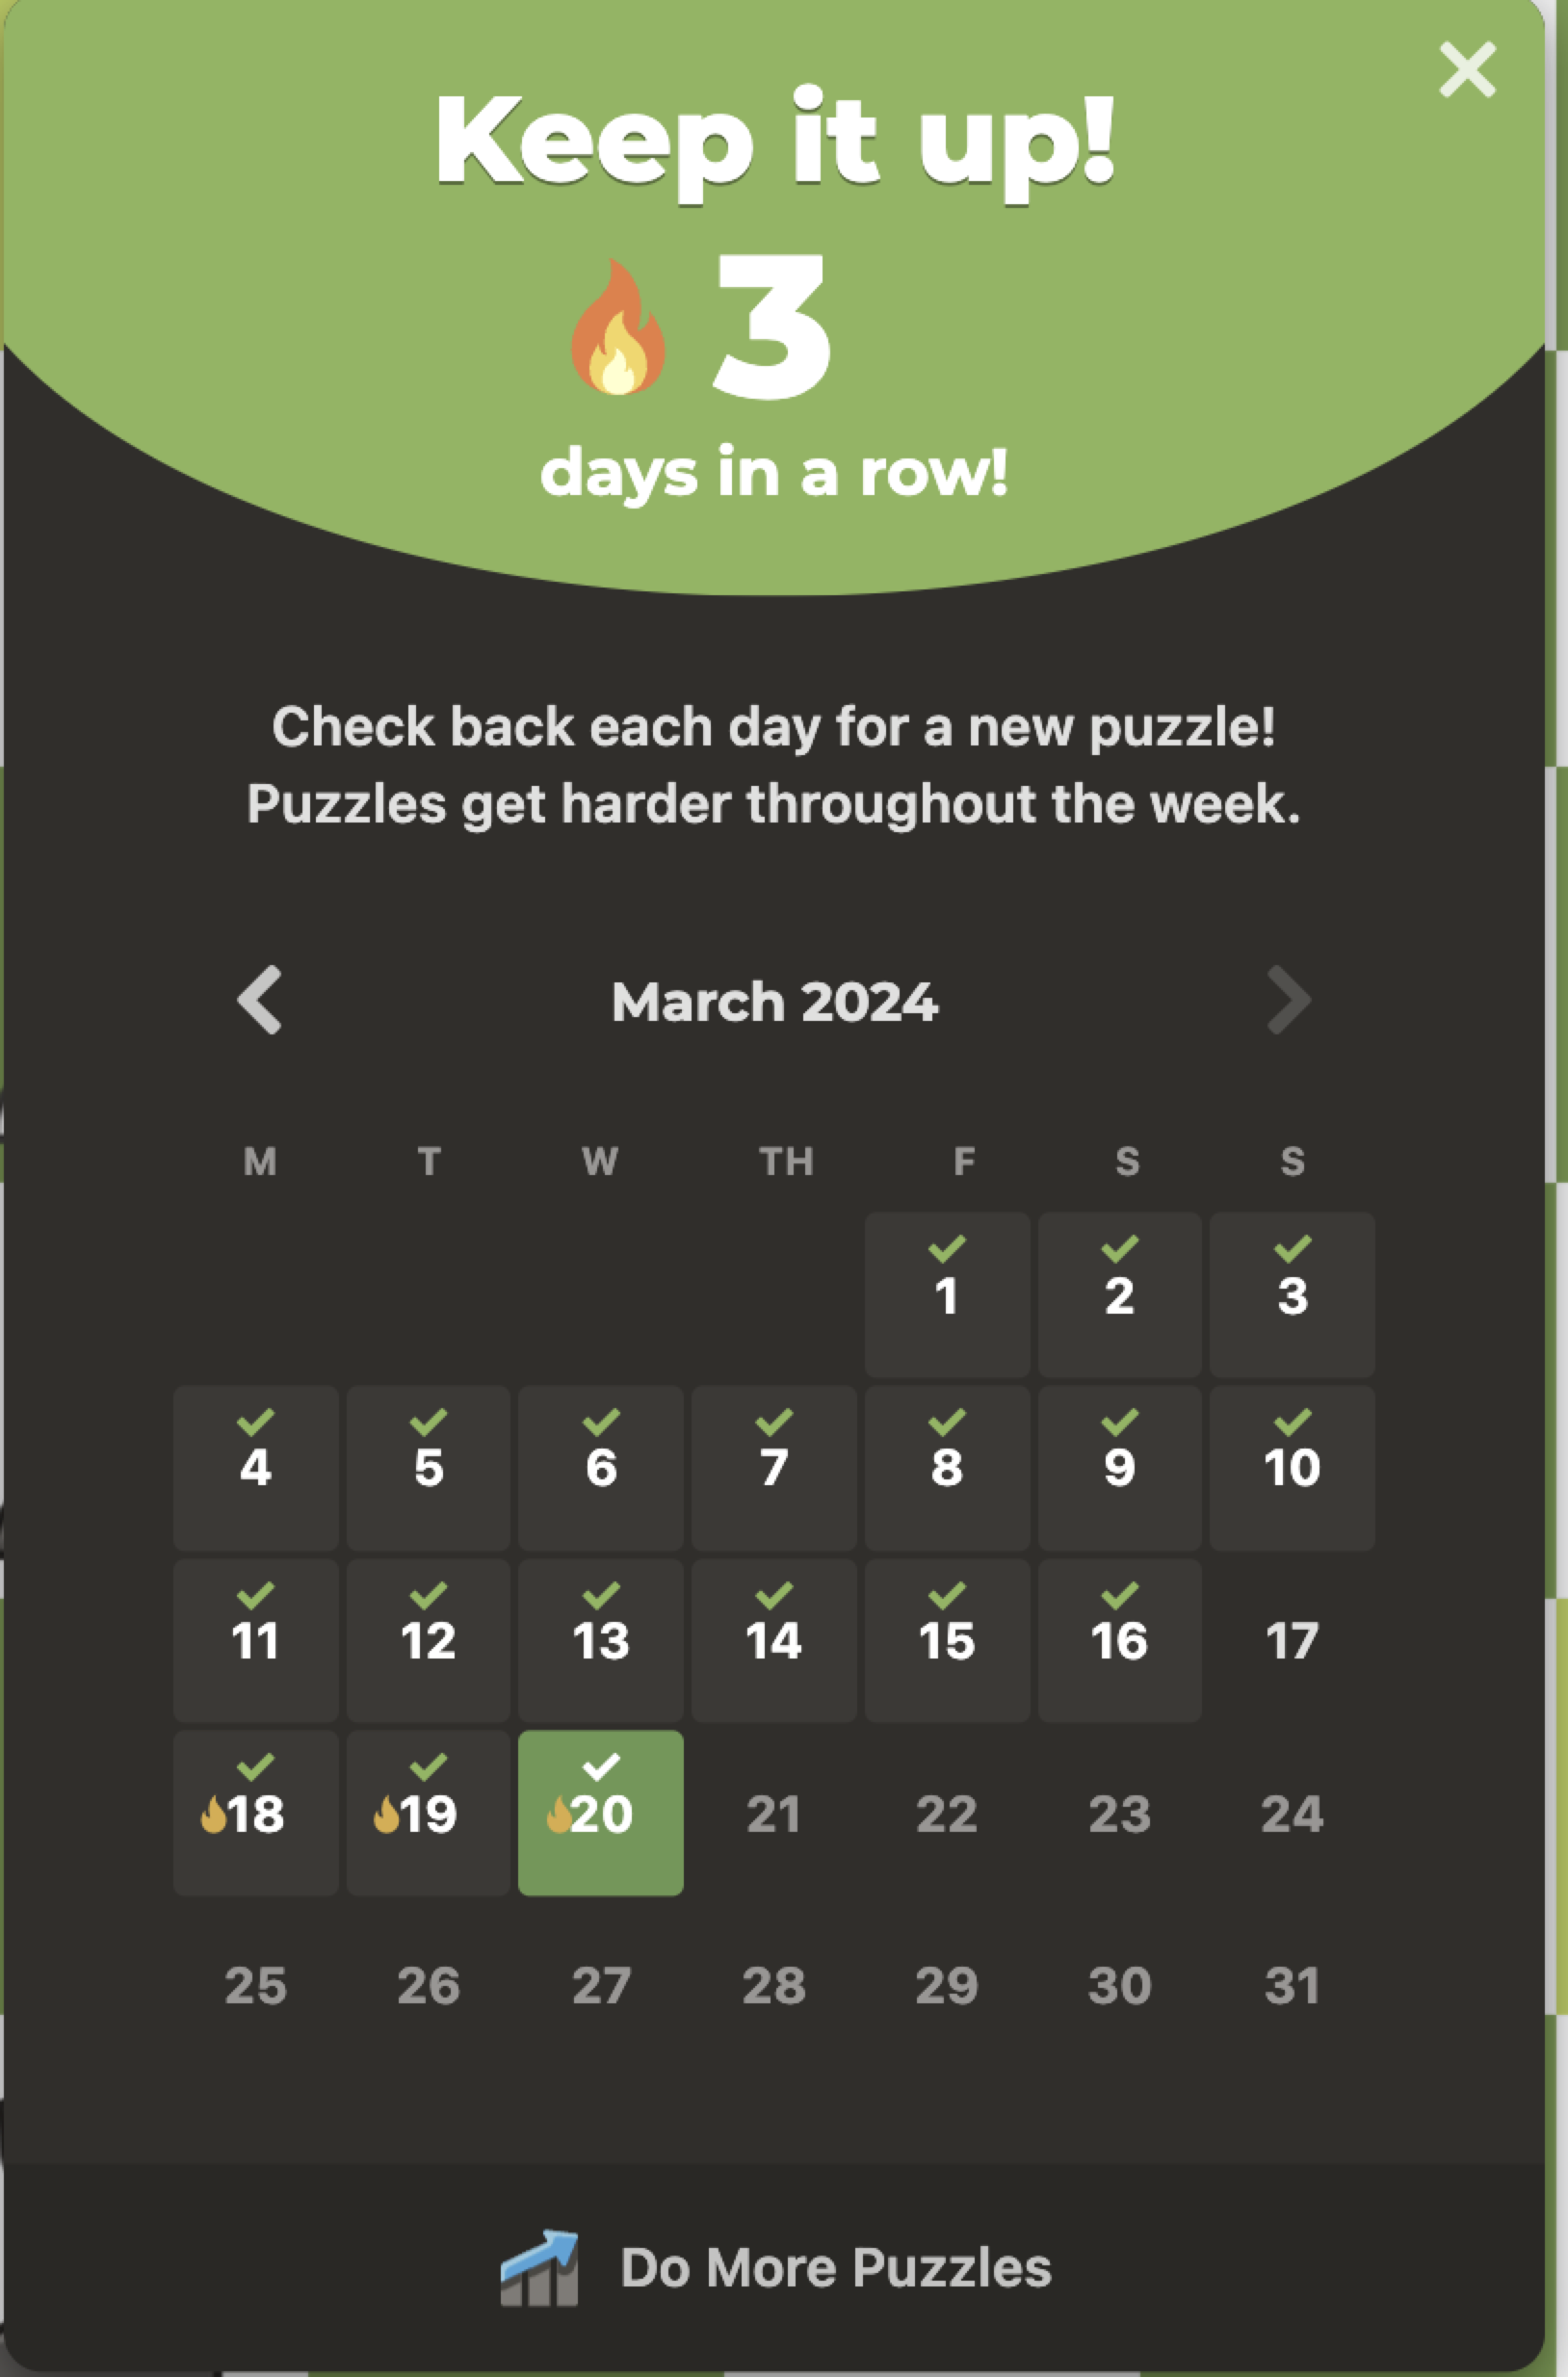 Keep it up!
3
days in a row!
Check back each day for a new puzzle!
Puzzles get harder throughout the week.
March 2024
M T W TH F S S
1 2 3
4 5 6 7 8 9 10
11 12 13 14 15 16 17
18 19 20 21 22 23 24
25 26 27 28 29 30 31
Do More Puzzles